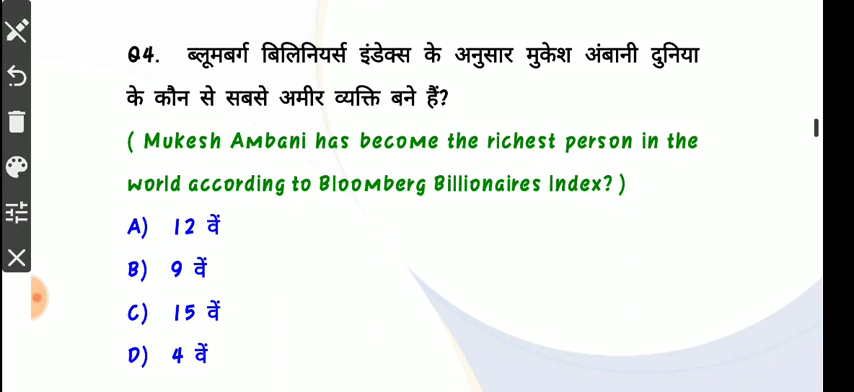 Q4. ब्लूमबर्ग बिलिनियर्स इंडेक्स के अनुसार मुकेश अंबानी दुनिया
के कौन से सबसे अमीर व्यक्ति बने हैं?
( Mukesh Ambani has become the richest person in the
world according to Bloomberg Billionaires Index? )
A) 12 वें
B) 9 वें
C) 15 वें
D) 4 वें